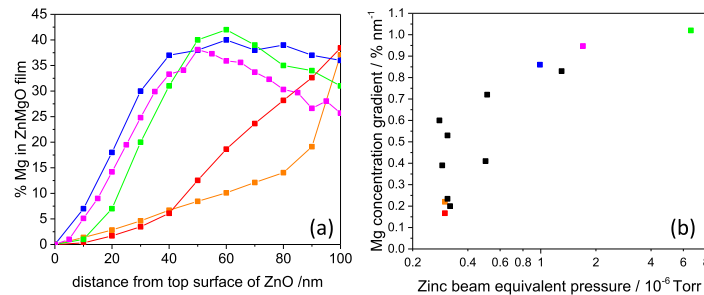 45
40
35
30
25
20
15
10
5
0
% Mg in ZnMgO film
0 20 40 60 80 100
distance from top surface of ZnO /nm
(a)
1.1
1.0
0.9
0.8
0.7
0.6
0.5
0.4
0.3
0.2
0.1
0.0
Mg concentration gradient / % nm-1
0.2 0.4 0.6 0.8 1 2 4 6 8
Zinc beam equivalent pressure / 10-6 Torr
(b)